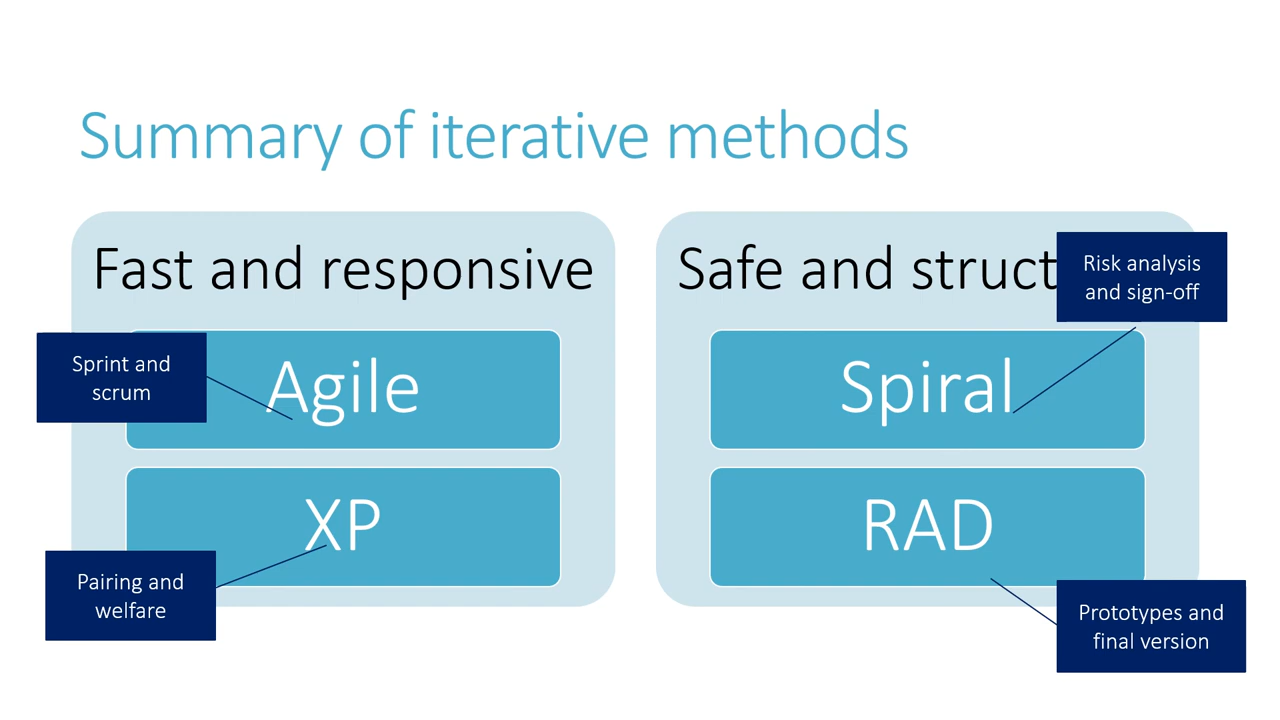 Summary of iterative methods
Fast and responsive
Sprint and
scrum
Agile
XP
Pairing and
welfare
Safe and struct
Risk analysis
and sign-off
Spiral
RAD
Prototypes and
final version